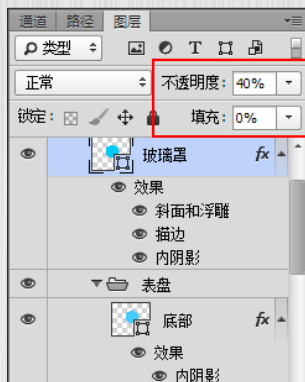 通道 路径 图层
类型 T
正常 不透明度: 40%
锁定: 填充: 0%
玻璃罩 fx
效果
斜面和浮雕
描边
内阴影
表盘
底部 fx
效果
内阴影